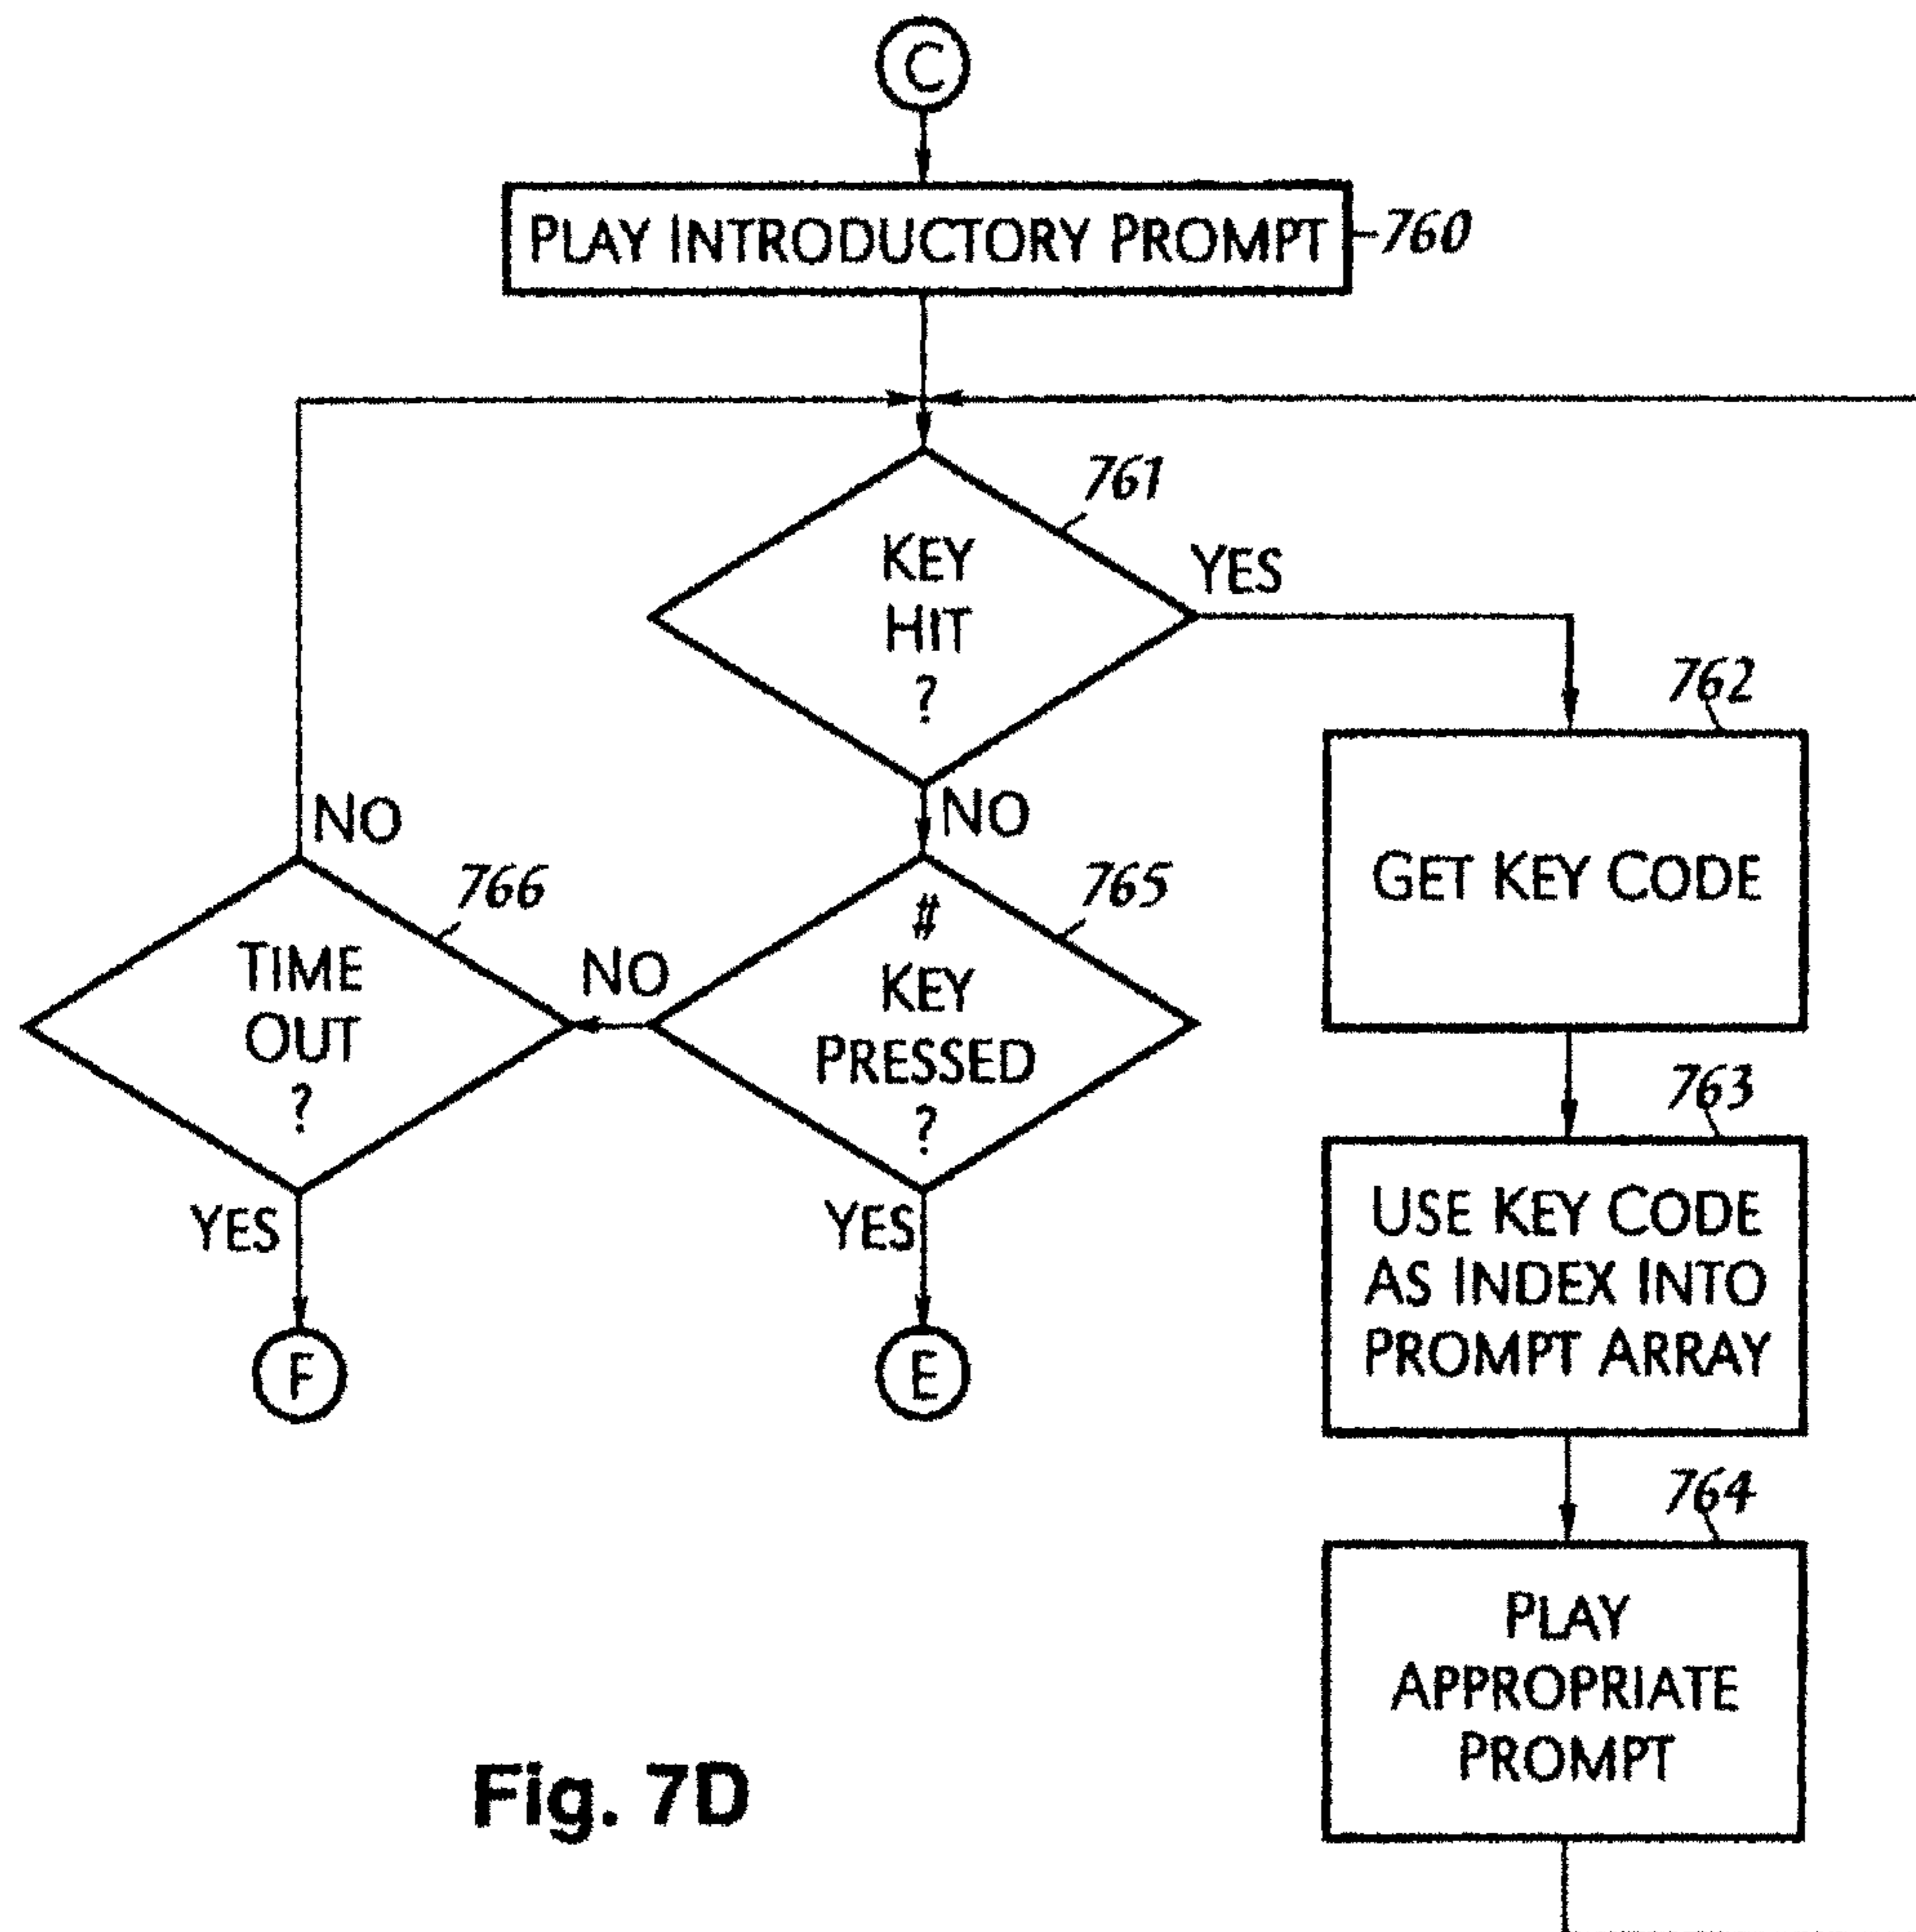 C
PLAY INTRODUCTORY PROMPT
760
761
KEY
HIT
?
YES
NO
762
GET KEY CODE
NO
766
TIME
OUT
?
NO
765
#
KEY
PRESSED
?
763
USE KEY CODE
AS INDEX INTO
PROMPT ARRAY
YES
YES
F
E
764
PLAY
APPROPRIATE
PROMPT
Fig. 7D